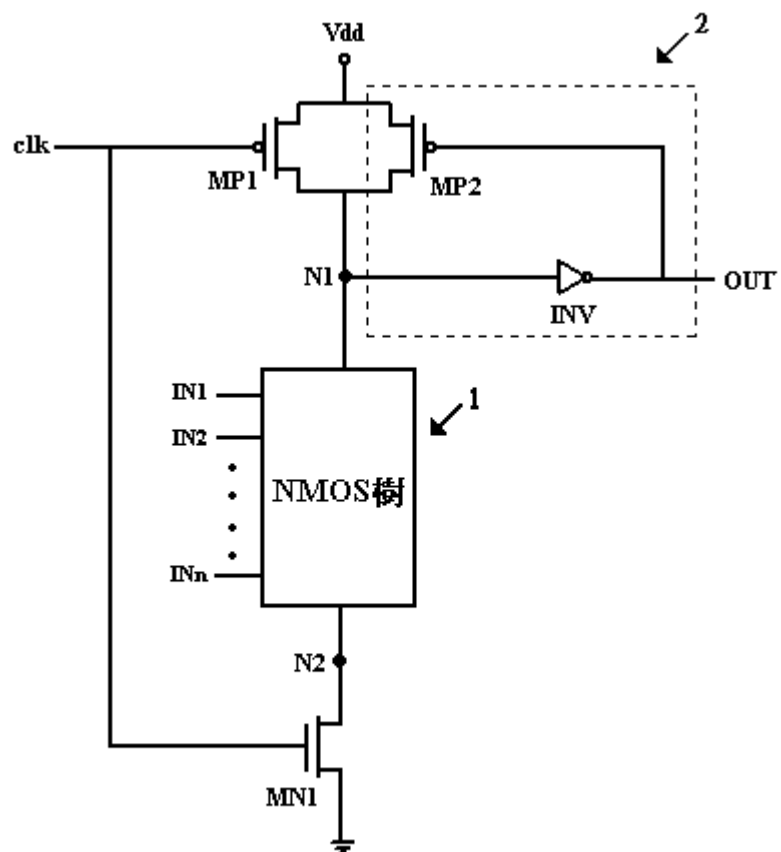 Vdd
2
clk
MP1
MP2
N1
OUT
INV
IN1
1
IN2
NMOS樹
INn
N2
MN1